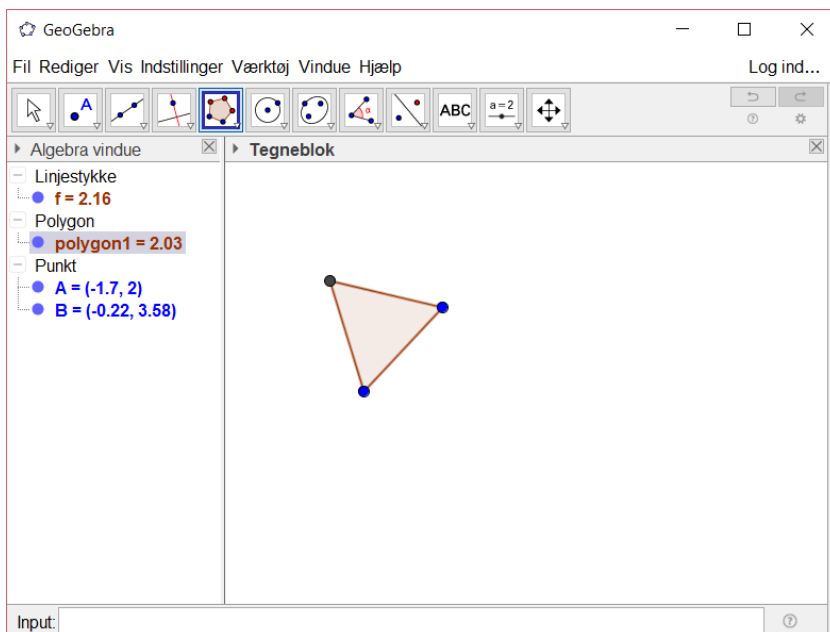 GeoGebra
Fil Rediger Vis Indstillinger Værktøj Vindue Hjælp Log ind...
A ABC a=2
Algebra vindue Tegneblok
Linjestykke
f = 2.16
Polygon
polygon1 = 2.03
Punkt
A = (-1.7, 2)
B = (-0.22, 3.58)
Input: